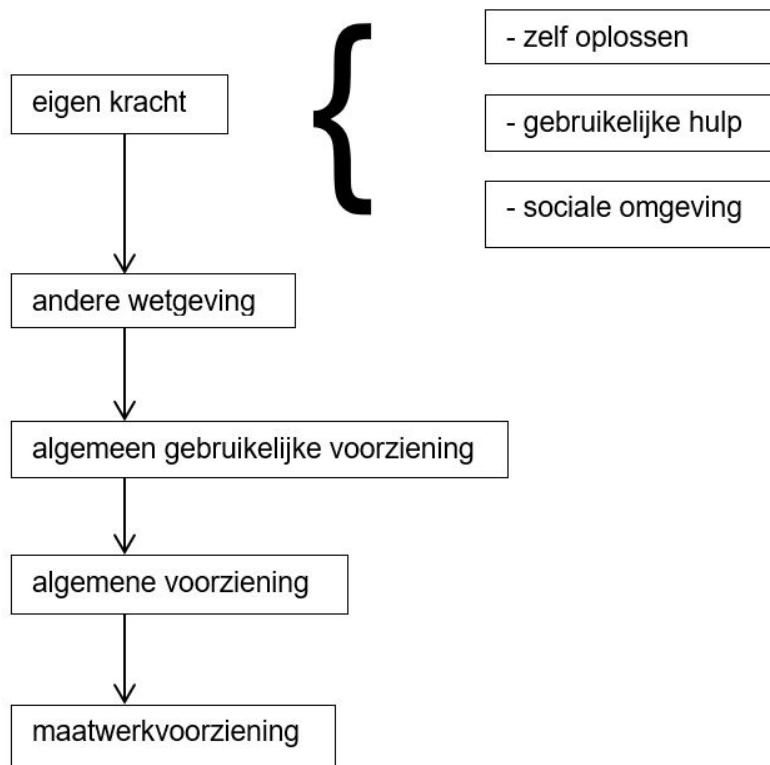 eigen kracht
- zelf oplossen
- gebruikelijke hulp
- sociale omgeving
andere wetgeving
algemeen gebruikelijke voorziening
algemene voorziening
maatwerkvoorziening